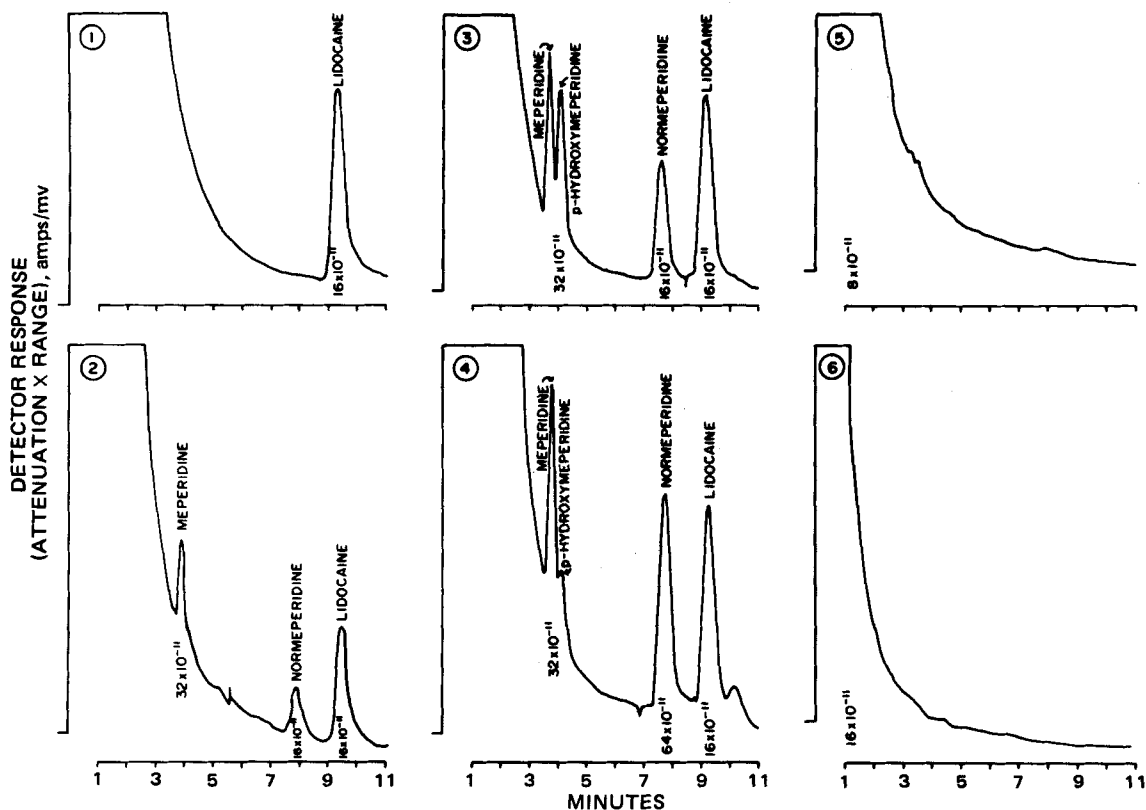 DETECTOR RESPONSE
(ATTENUATION X RANGE), amps/mv
1
LIDOCAINE
16x10⁻¹¹
3
MEPERIDINE
p-HYDROXYMEPERIDINE
32x10⁻¹¹
NORMEPERIDINE
16x10⁻¹¹
LIDOCAINE
16x10⁻¹¹
5
8x10⁻¹¹
2
MEPERIDINE
32x10⁻¹¹
NORMEPERIDINE
16x10⁻¹¹
LIDOCAINE
16x10⁻¹¹
1 3 5 7 9 11
4
MEPERIDINE
p-HYDROXYMEPERIDINE
32x10⁻¹¹
NORMEPERIDINE
64x10⁻¹¹
LIDOCAINE
16x10⁻¹¹
1 3 5 7 9 11
6
16x10⁻¹¹
1 3 5 7 9 11
MINUTES